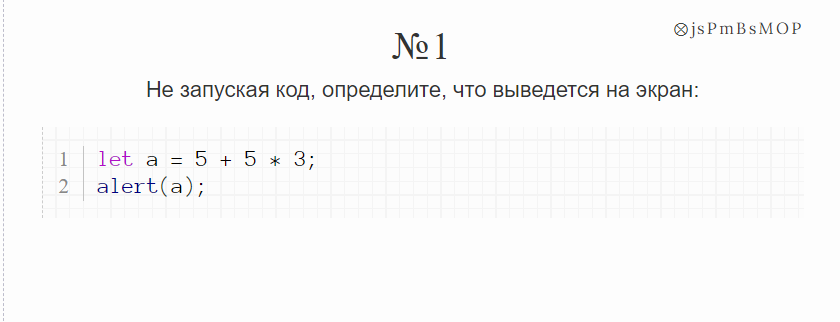 ⊗jsPmBsMOP
№1
Не запуская код, определите, что выведется на экран:
1 let a = 5 + 5 * 3;
2 alert(a);